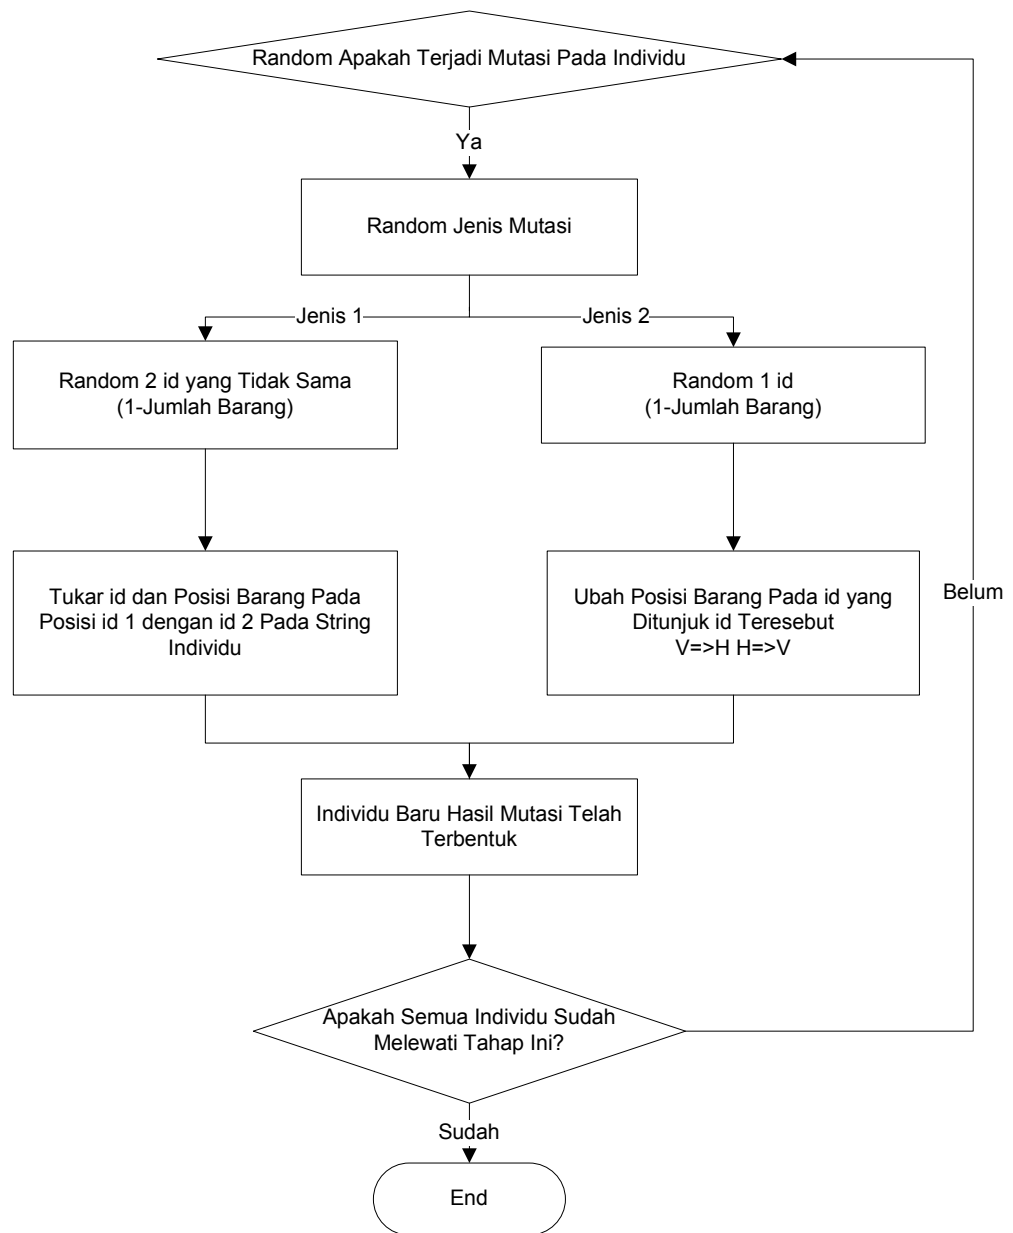 Random Apakah Terjadi Mutasi Pada Individu
Ya
Random Jenis Mutasi
Jenis 1
Jenis 2
Random 2 id yang Tidak Sama
(1-Jumlah Barang)
Random 1 id
(1-Jumlah Barang)
Tukar id dan Posisi Barang Pada
Posisi id 1 dengan id 2 Pada String
Individu
Ubah Posisi Barang Pada id yang
Ditunjuk id Teresebut
V=>H H=>V
Belum
Individu Baru Hasil Mutasi Telah
Terbentuk
Apakah Semua Individu Sudah
Melewati Tahap Ini?
Sudah
End